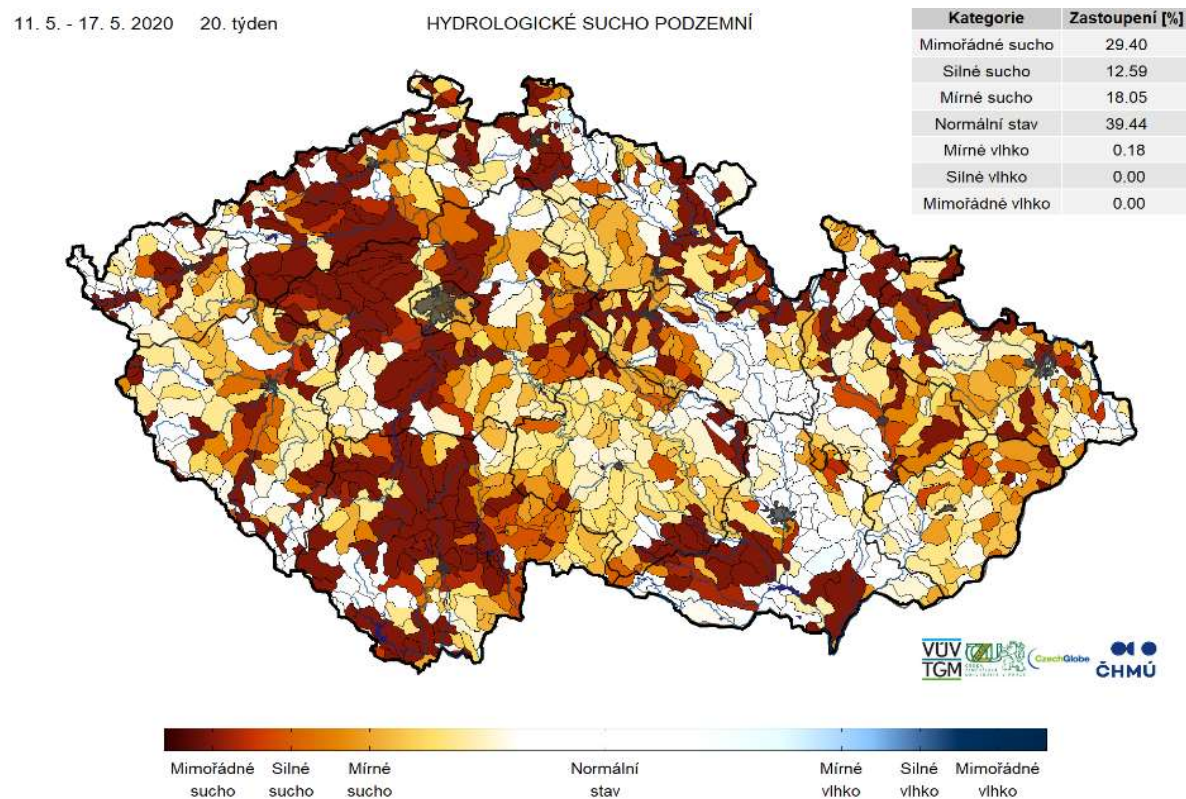 11. 5. - 17. 5. 2020 20. týden
HYDROLOGICKÉ SUCHO PODZEMNÍ
Kategorie Zastoupení [%]
Mimořádné sucho 29.40
Silné sucho 12.59
Mírné sucho 18.05
Normální stav 39.44
Mírné vlhko 0.18
Silné vlhko 0.00
Mimořádné vlhko 0.00
VÚV
TGM
CzechGlobe
ČHMÚ
Mimořádné sucho
Silné sucho
Mírné sucho
Normální stav
Mírné vlhko
Silné vlhko
Mimořádné vlhko